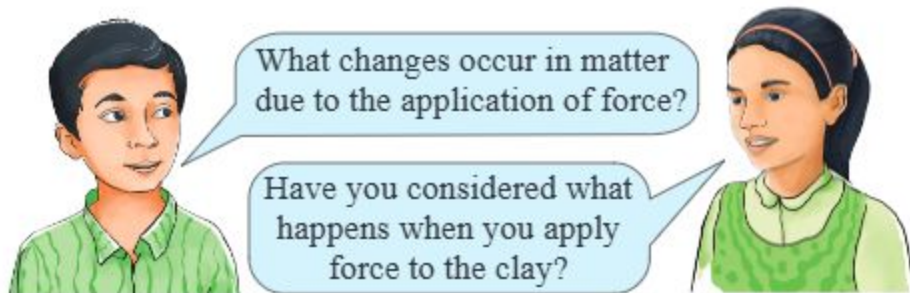 What changes occur in matter
due to the application of force?
Have you considered what
happens when you apply
force to the clay?